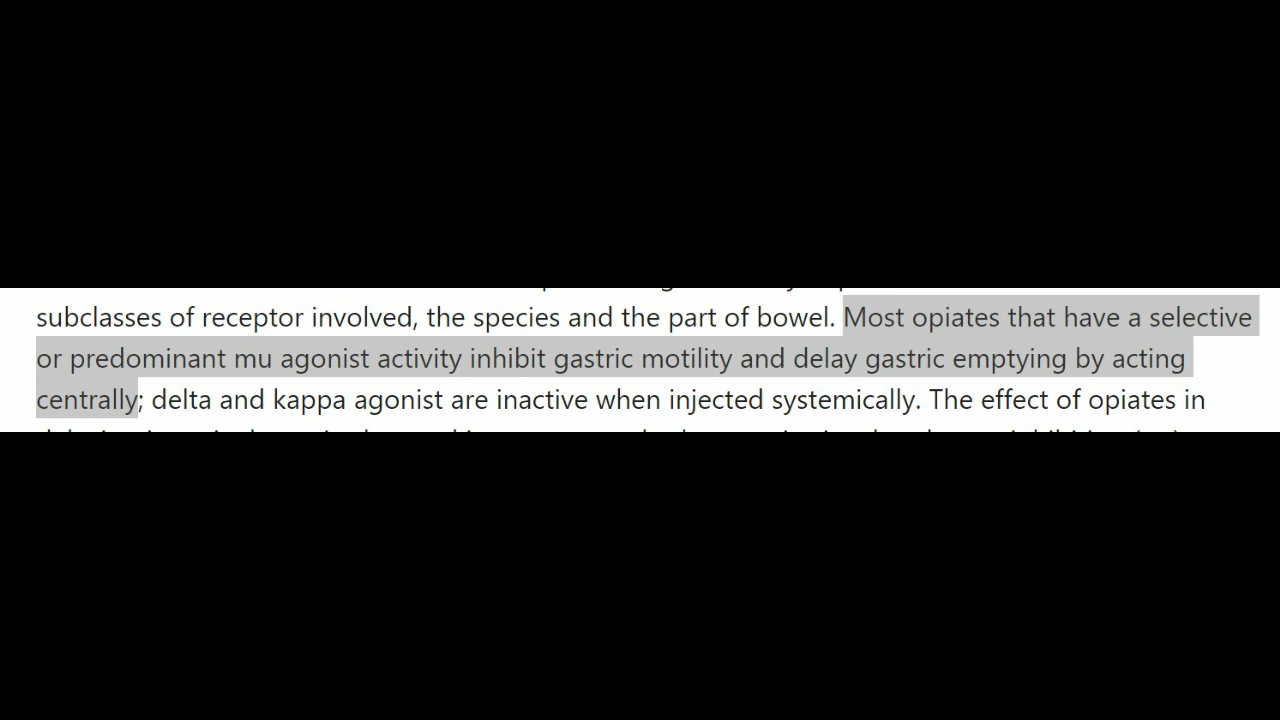 subclasses of receptor involved, the species and the part of bowel. Most opiates that have a selective
or predominant mu agonist activity inhibit gastric motility and delay gastric emptying by acting
centrally; delta and kappa agonist are inactive when injected systemically. The effect of opiates in